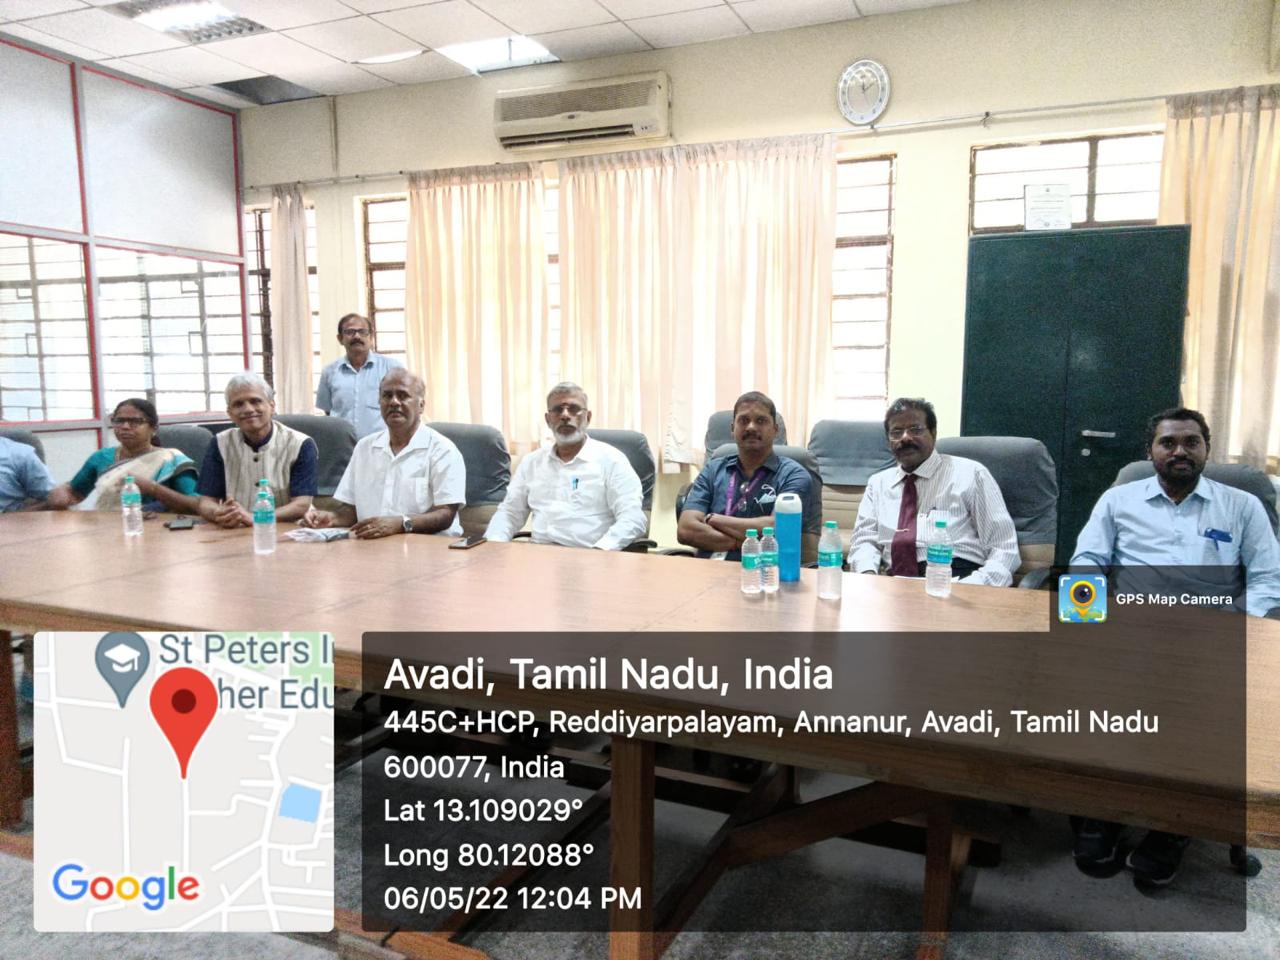 GPS Map Camera
St Peters I
her Edu
Google
Avadi, Tamil Nadu, India
445C+HCP, Reddiyarpalayam, Annanur, Avadi, Tamil Nadu
600077, India
Lat 13.109029°
Long 80.12088°
06/05/22 12:04 PM